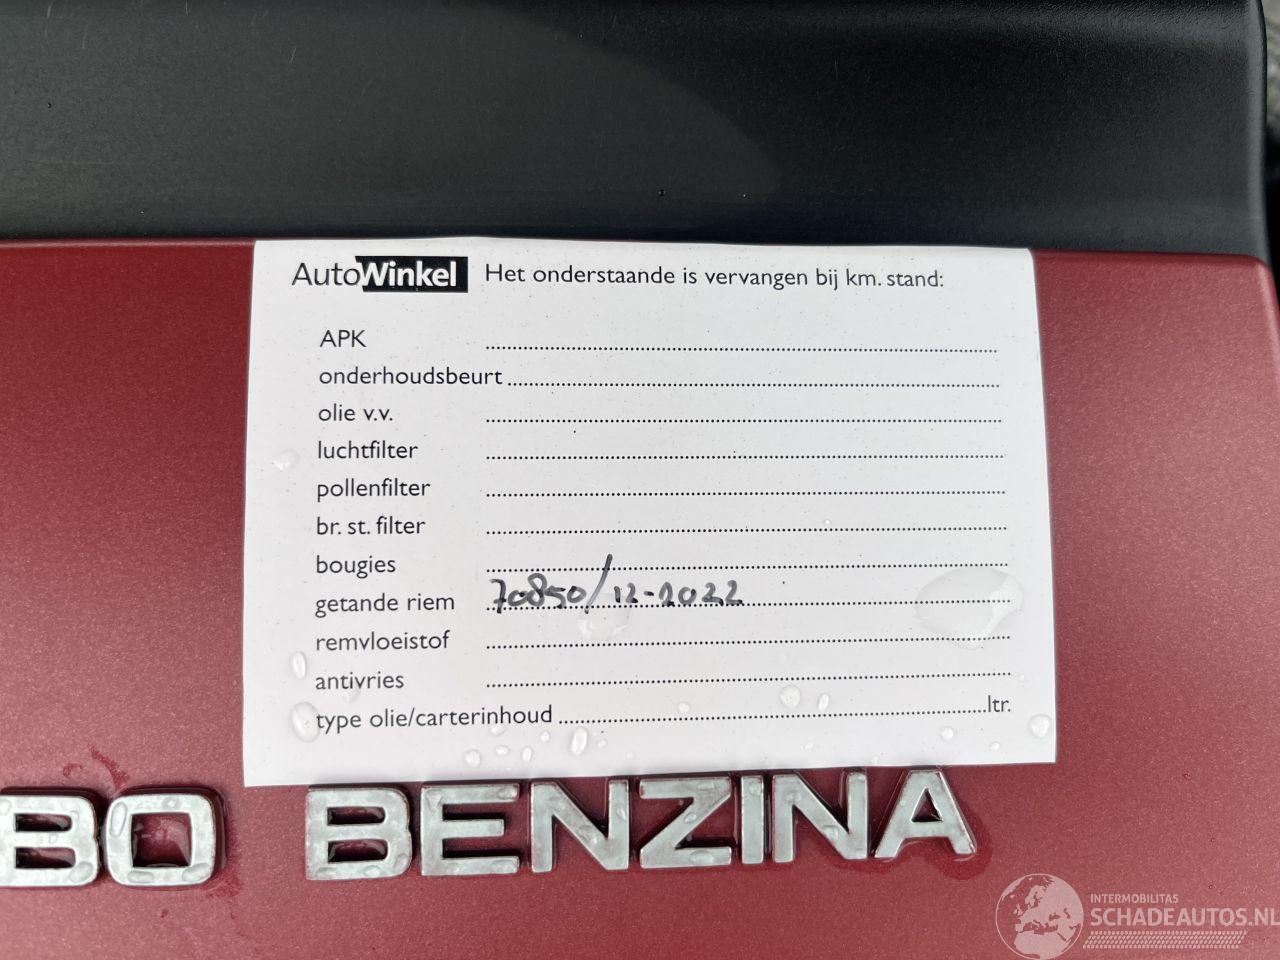 AutoWinkel Het onderstaande is vervangen bij km. stand:
APK
onderhoudsbeurt
olie v.v.
luchtfilter
pollenfilter
br. st. filter
bougies
getande riem 70850/12-2022
remvloeistof
antivries
type olie/carterinhoud ltr.
BO BENZINA
INTERMOBILITAS
SCHADEAUTOS.NL